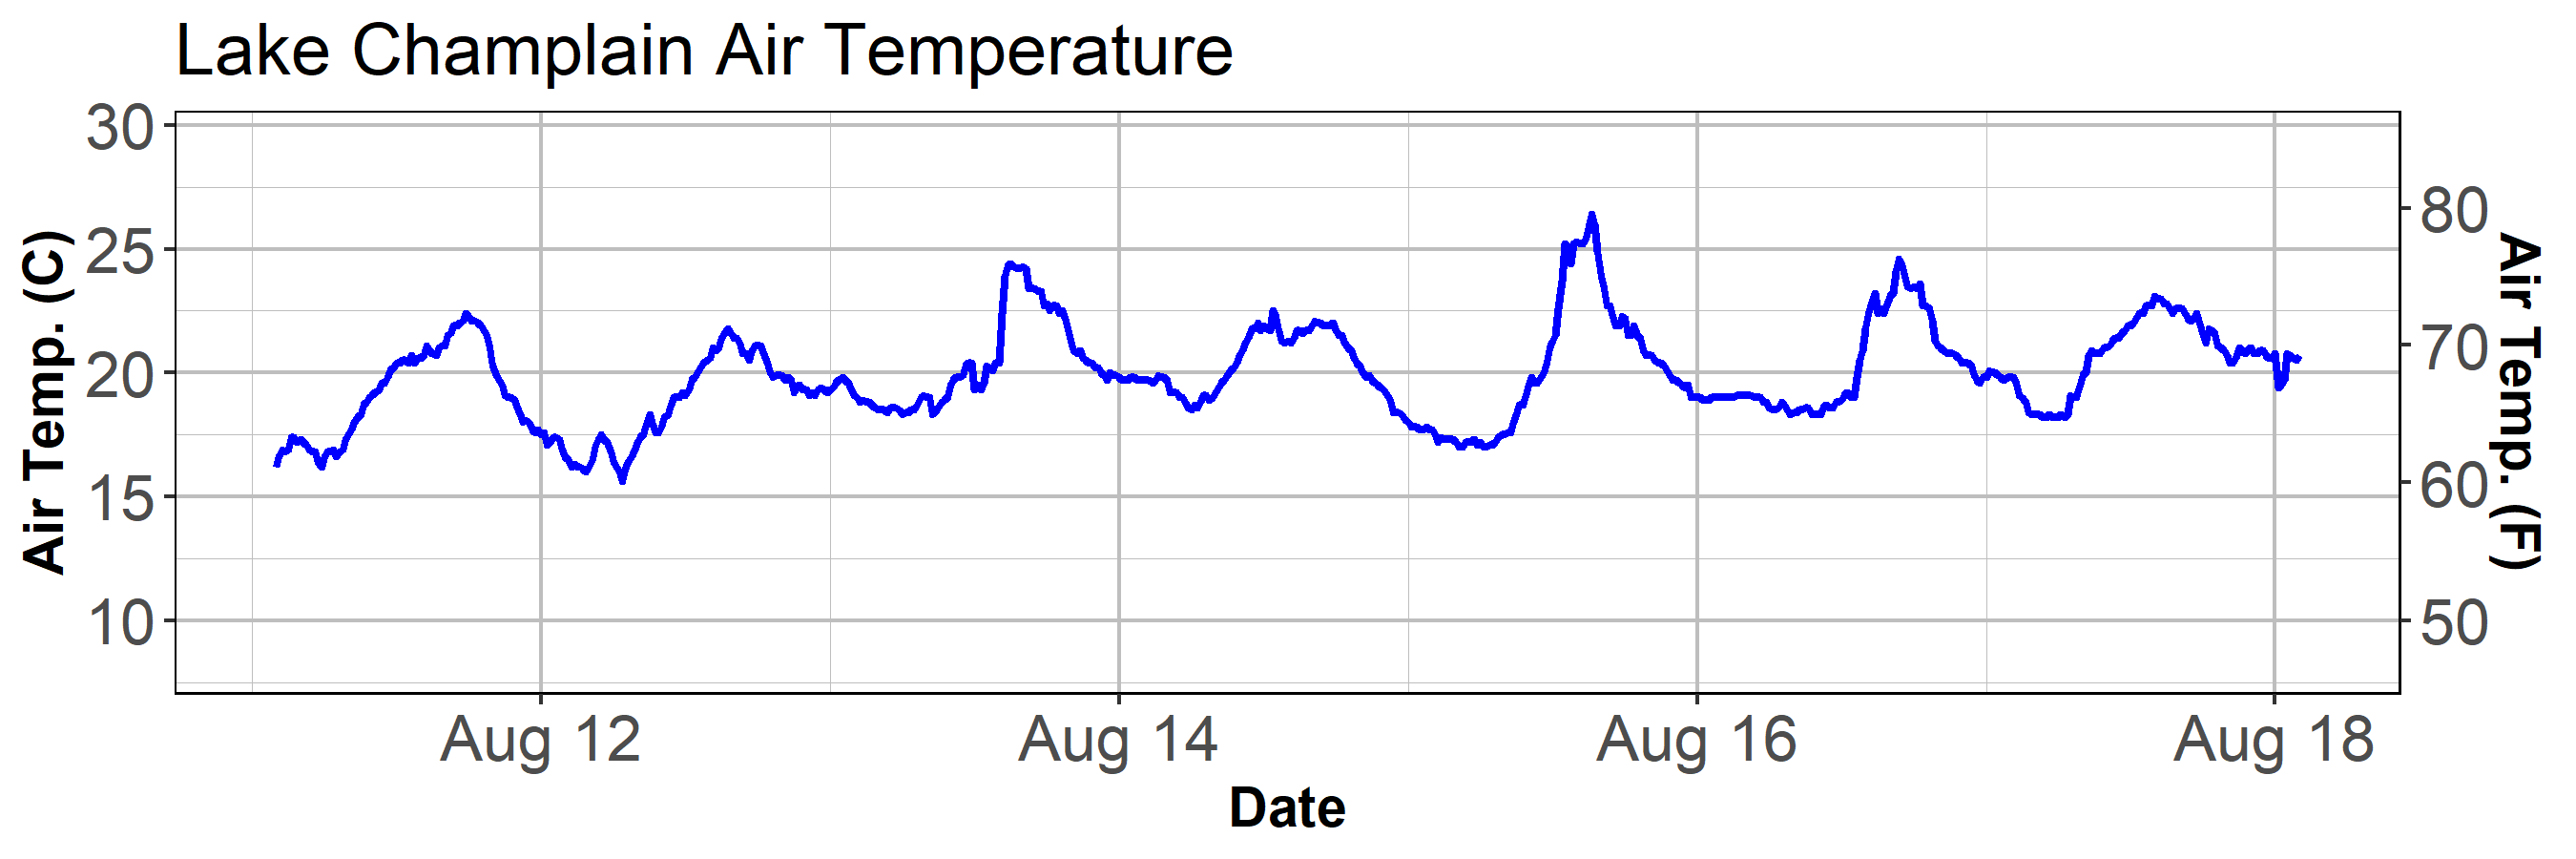 Lake Champlain Air Temperature
Air Temp. (C)
30
25
20
15
10
80
70
60
50
Air Temp. (F)
Aug 12
Aug 14
Aug 16
Aug 18
Date